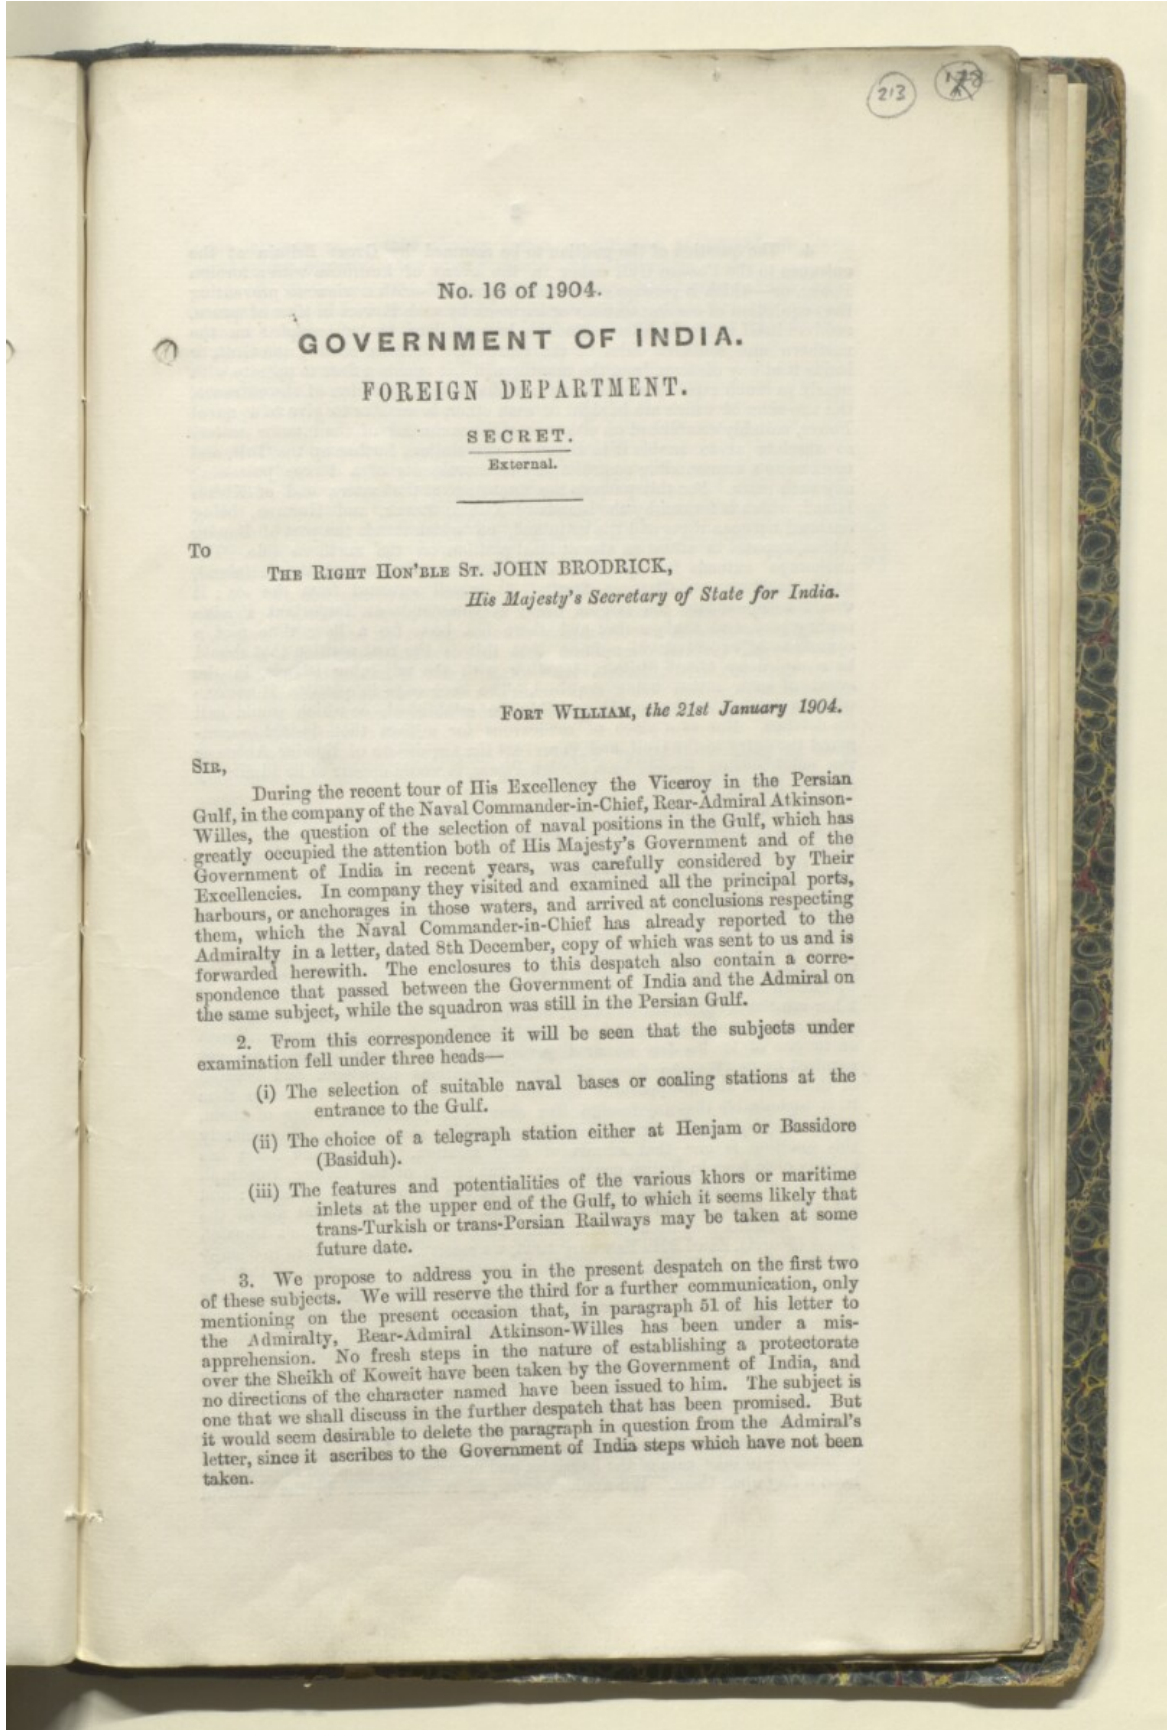 213
No. 16 of 1904.
GOVERNMENT OF INDIA.
FOREIGN DEPARTMENT.
SECRET.
External.
To
THE RIGHT HON'BLE ST. JOHN BRODRICK,
His Majesty's Secretary of State for India.
FORT WILLIAM, the 21st January 1904.
SIR,
During the recent tour of His Excellency the Viceroy in the Persian
Gulf, in the company of the Naval Commander-in-Chief, Rear-Admiral Atkinson-
Willes, the question of the selection of naval positions in the Gulf, which has
greatly occupied the attention both of His Majesty's Government and of the
Government of India in recent years, was carefully considered by Their
Excellencies. In company they visited and examined all the principal ports,
harbours, or anchorages in those waters, and arrived at conclusions respecting
them, which the Naval Commander-in-Chief has already reported to the
Admiralty in a letter, dated 8th December, copy of which was sent to us and is
forwarded herewith. The enclosures to this despatch also contain a corre-
spondence that passed between the Government of India and the Admiral on
the same subject, while the squadron was still in the Persian Gulf.
2. From this correspondence it will be seen that the subjects under
examination fell under three heads—
(i) The selection of suitable naval bases or coaling stations at the
entrance to the Gulf.
(ii) The choice of a telegraph station either at Henjam or Bassidore
(Basiduh).
(iii) The features and potentialities of the various khors or maritime
inlets at the upper end of the Gulf, to which it seems likely that
trans-Turkish or trans-Persian Railways may be taken at some
future date.
3. We propose to address you in the present despatch on the first two
of these subjects. We will reserve the third for a further communication, only
mentioning on the present occasion that, in paragraph 51 of his letter to
the Admiralty, Rear-Admiral Atkinson-Willes has been under a mis-
apprehension. No fresh steps in the nature of establishing a protectorate
over the Sheikh of Koweit have been taken by the Government of India, and
no directions of the character named have been issued to him. The subject is
one that we shall discuss in the further despatch that has been promised. But
it would seem desirable to delete the paragraph in question from the Admiral's
letter, since it ascribes to the Government of India steps which have not been
taken.